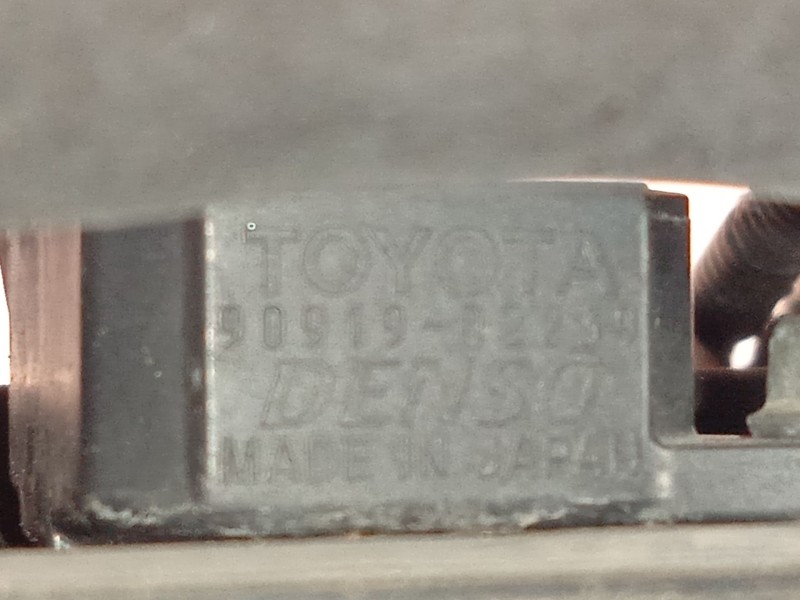 TOYOTA
90919-02239
DENSO
MADE IN JAPAN